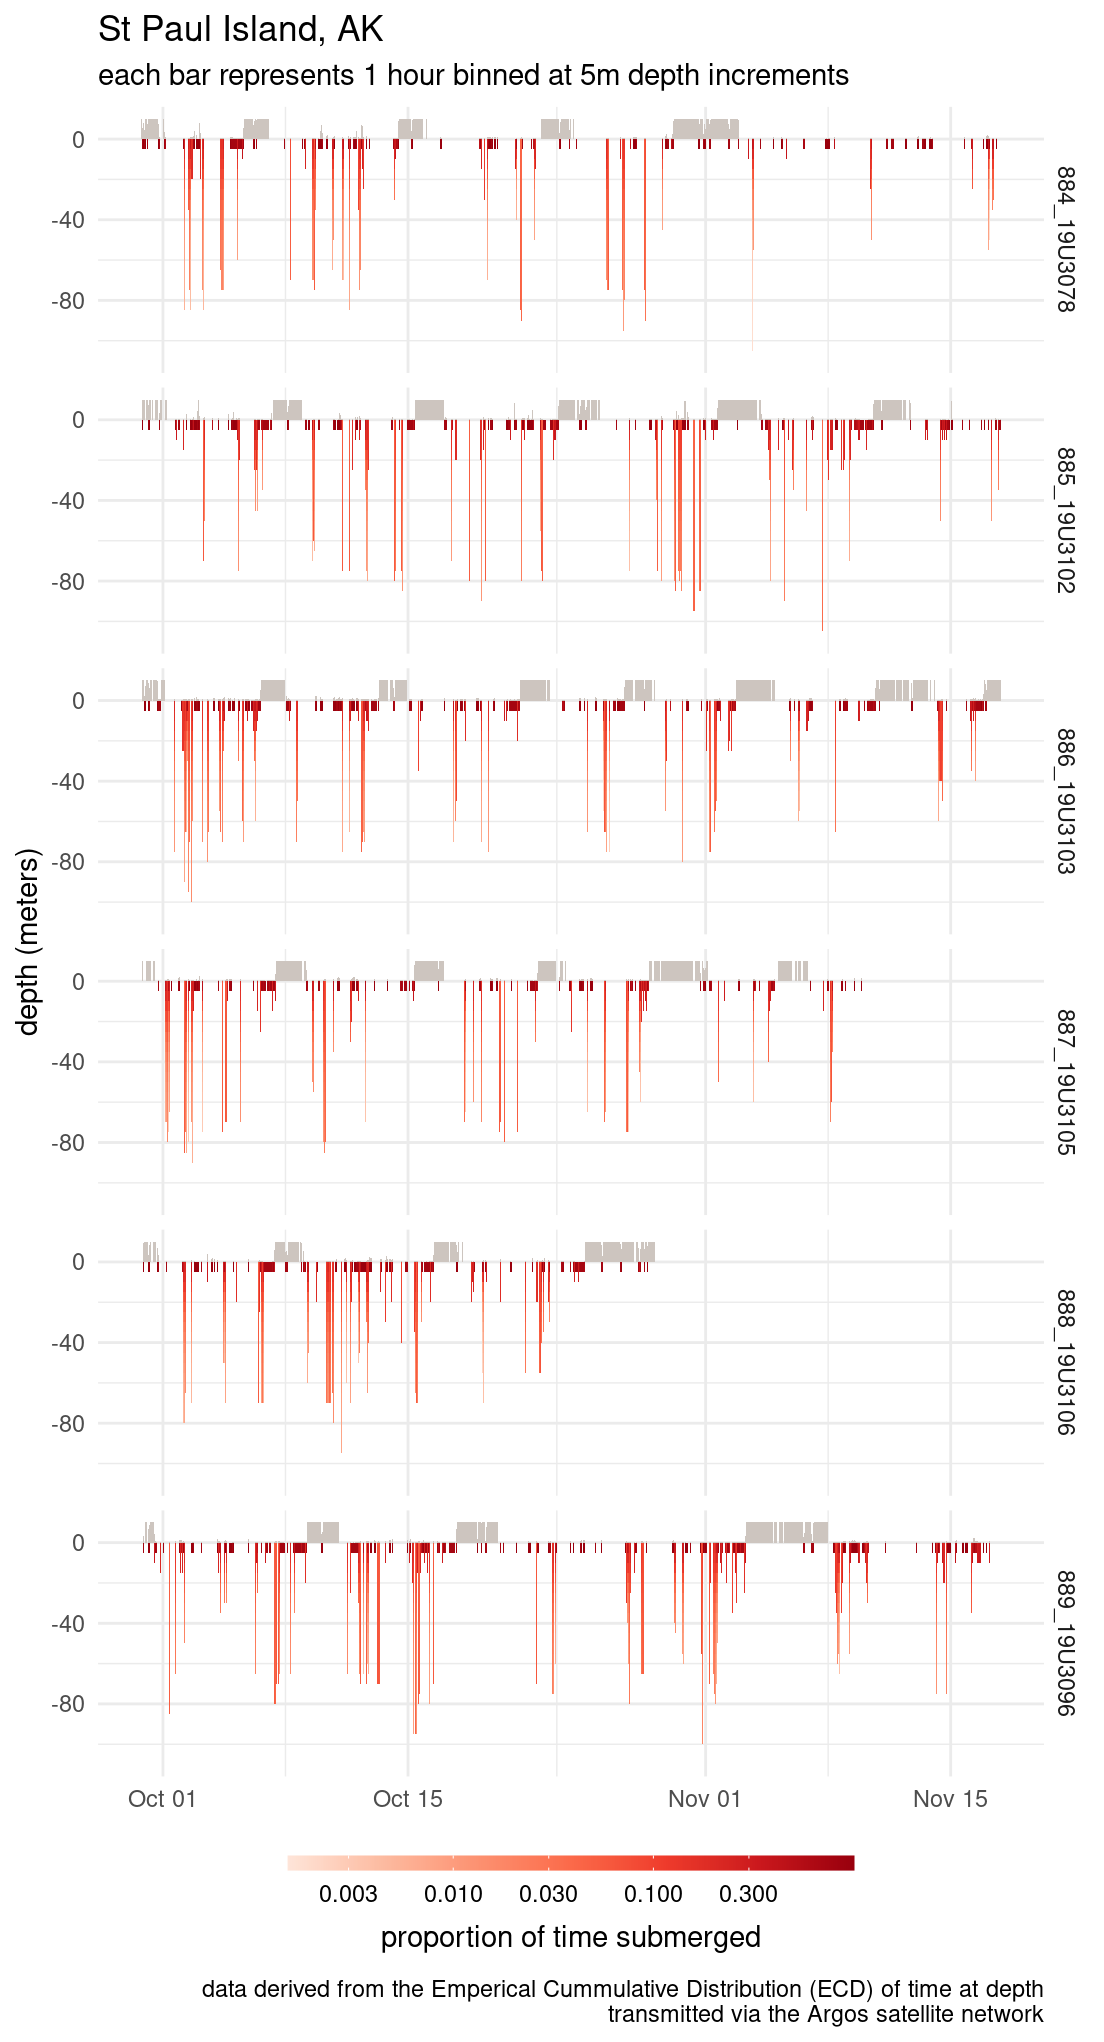 St Paul Island, AK
each bar represents 1 hour binned at 5m depth increments
depth (meters)
0
-40
-80
884_19U3078
0
-40
-80
885_19U3102
0
-40
-80
886_19U3103
0
-40
-80
887_19U3105
0
-40
-80
888_19U3106
0
-40
-80
889_19U3096
Oct 01 Oct 15 Nov 01 Nov 15
0.003 0.010 0.030 0.100 0.300
proportion of time submerged
data derived from the Emperical Cummulative Distribution (ECD) of time at depth
transmitted via the Argos satellite network